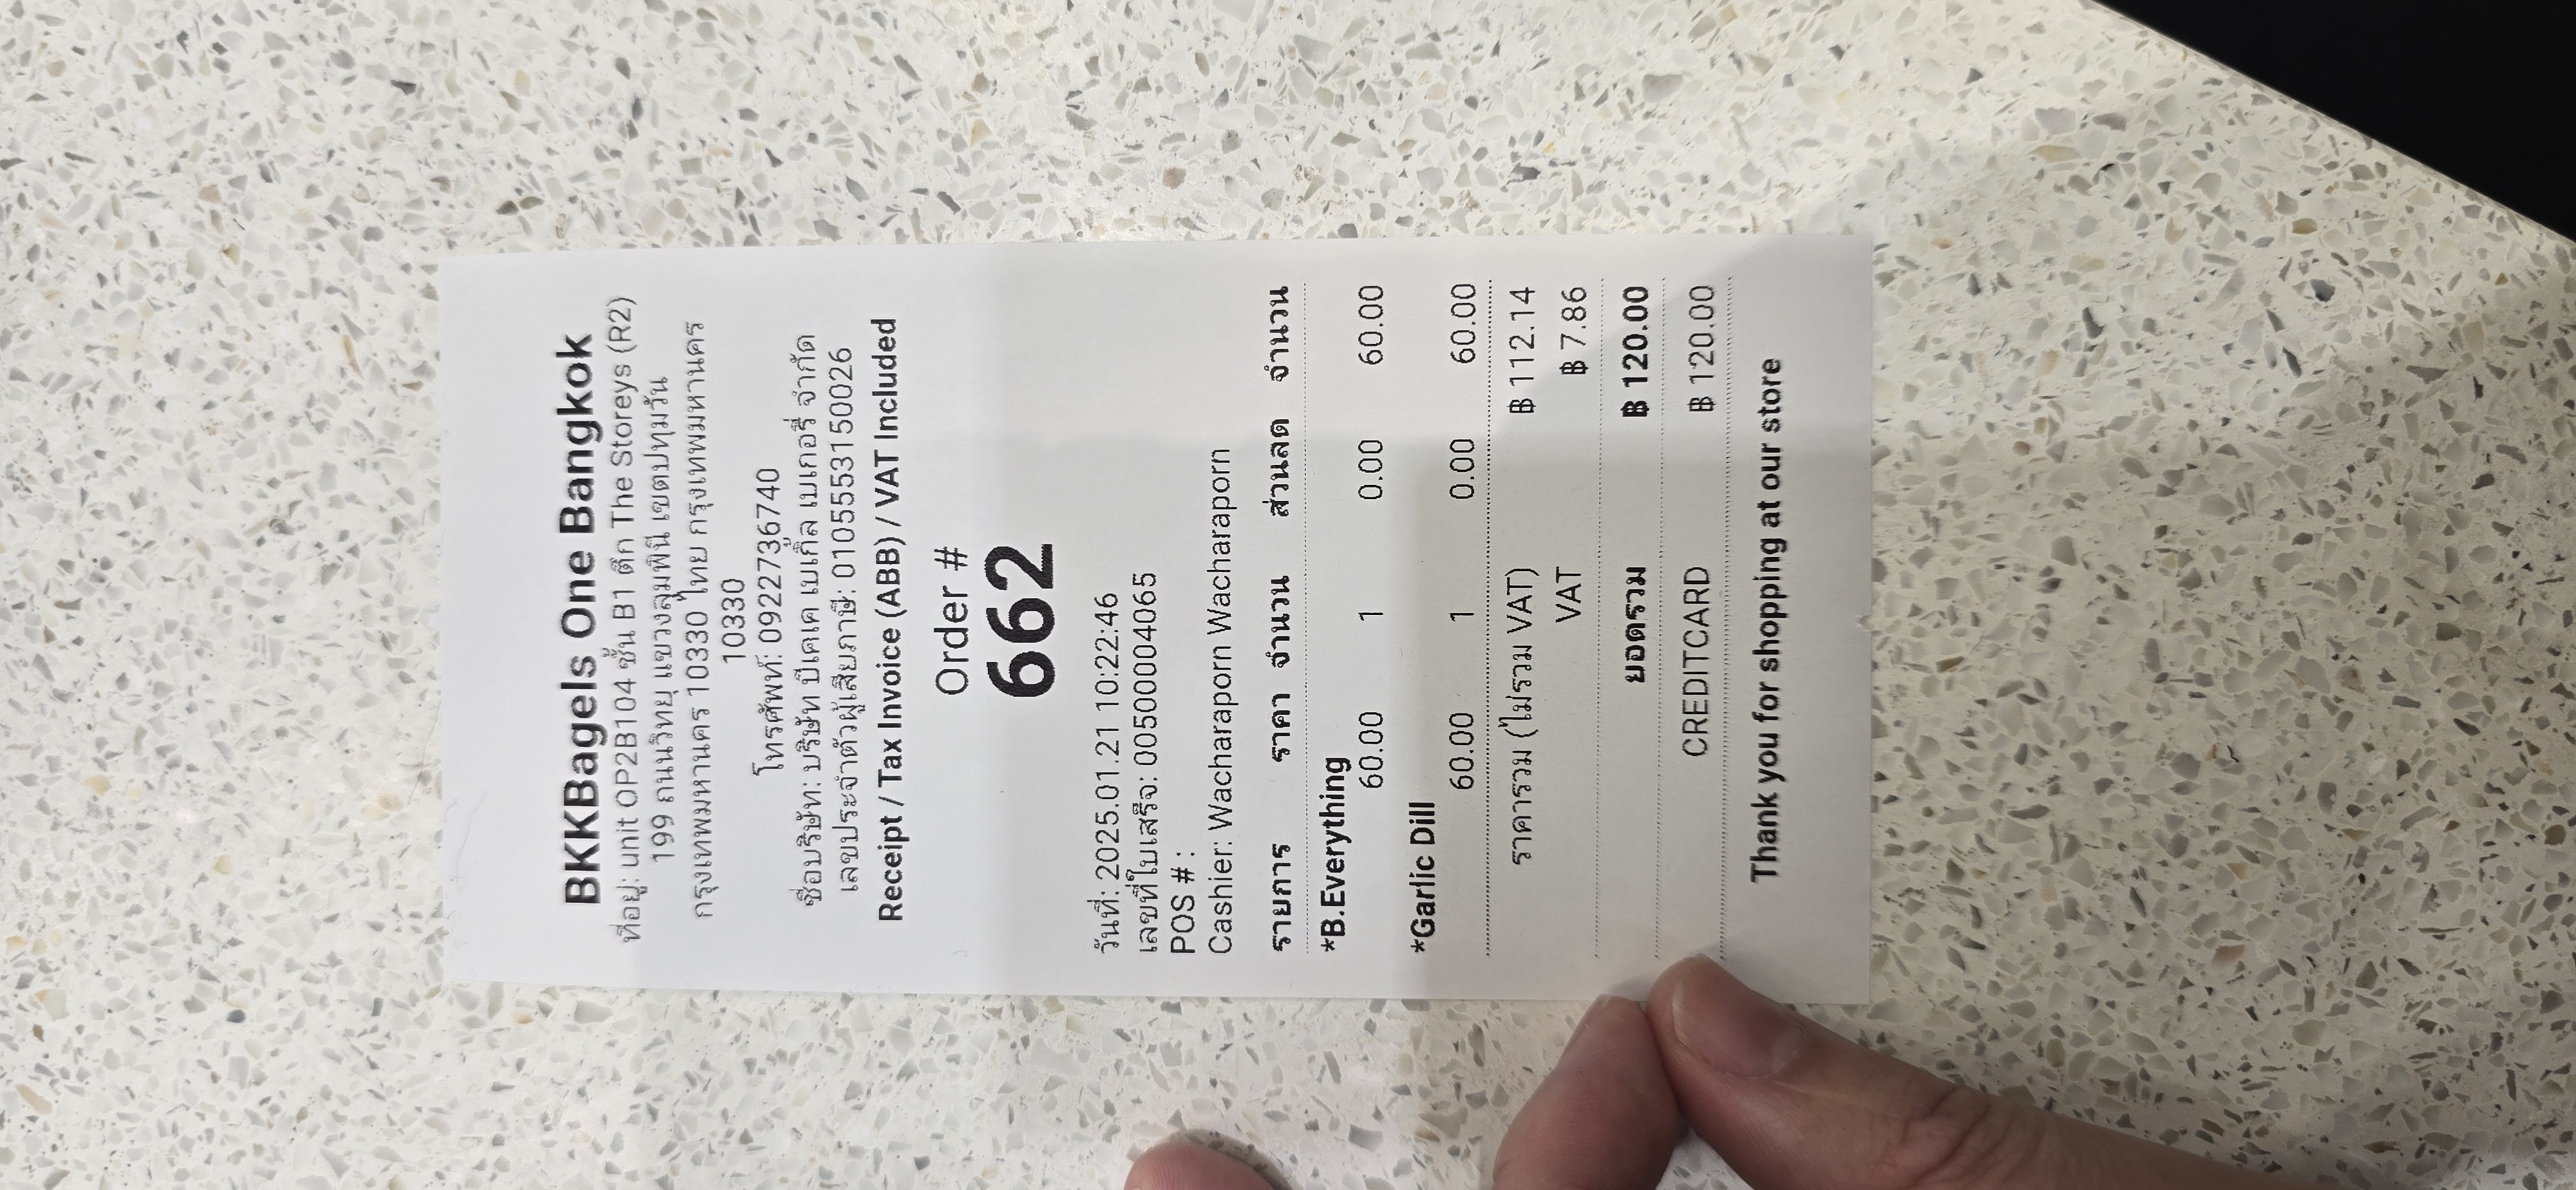 BKKBagels One Bangkok
ที่อยู่: unit OP2B104 ชั้น B1 ตึก The Storeys (R2)
199 ถนนวิทยุ แขวงลุมพินี เขตปทุมวัน
กรุงเทพมหานคร 10330 ไทย กรุงเทพมหานคร
10330
โทรศัพท์: 0922736740
ชื่อบริษัท: บริษัท บีเคเค เบเกิ้ล เบเกอรี่ จำกัด
เลขประจำตัวผู้เสียภาษี: 0105553150026
Receipt / Tax Invoice (ABB) / VAT Included
Order #
662
วันที่: 2025.01.21 10:22:46
เลขที่ใบเสร็จ: 00500004065
POS # :
Cashier: Wacharaporn Wacharaporn
รายการ ราคา จำนวน ส่วนลด จำนวน
*B.Everything
60.00 1 0.00 60.00
*Garlic Dill
60.00 1 0.00 60.00
ราคารวม (ไม่รวม VAT) ฿ 112.14
VAT ฿ 7.86
ยอดรวม ฿ 120.00
CREDITCARD ฿ 120.00
Thank you for shopping at our store